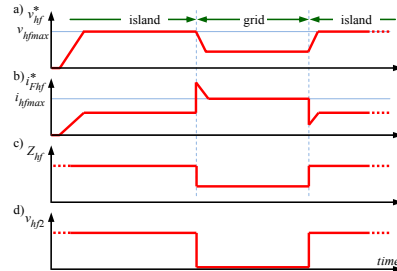 a) v*hf island grid island
vhfmax
b) i*Fhf
ihfmax
c) Zhf
d) vhf2
time